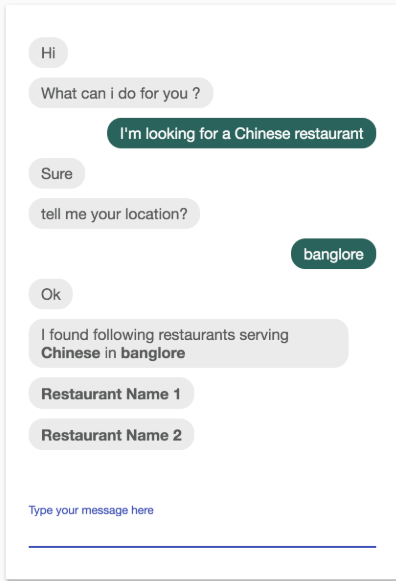 Hi
What can i do for you ?
I'm looking for a Chinese restaurant
Sure
tell me your location?
banglore
Ok
I found following restaurants serving
Chinese in banglore
Restaurant Name 1
Restaurant Name 2
Type your message here